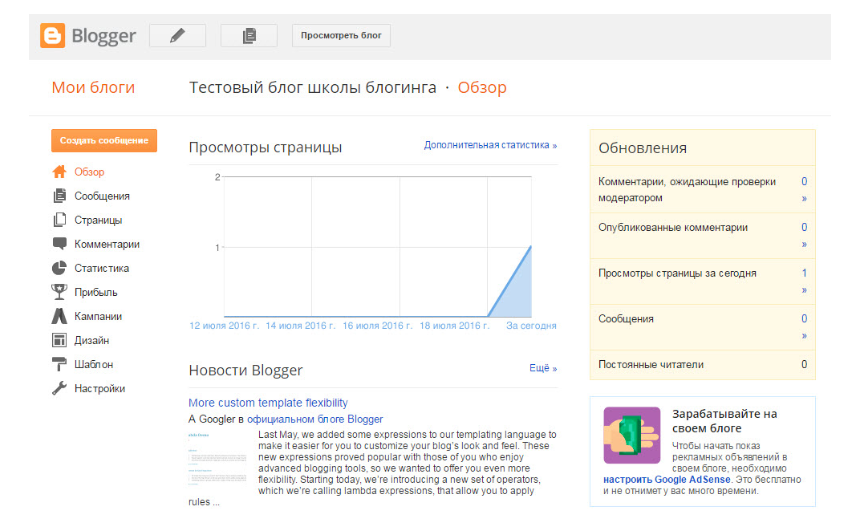 Blogger
Просмотреть блог
Мои блоги
Тестовый блог школы блогинга · Обзор
Создать сообщение
Обзор
Сообщения
Страницы
Комментарии
Статистика
Прибыль
Кампании
Дизайн
Шаблон
Настройки
Просмотры страницы
Дополнительная статистика »
2
1
12 июля 2016 г. 14 июля 2016 г. 16 июля 2016 г. 18 июля 2016 г. За сегодня
Новости Blogger
Ещё »
More custom template flexibility
A Googler в официальном блоге Blogger
Last May, we added some expressions to our templating language to
make it easier for you to customize your blog's look and feel. These
new expressions proved popular with those of you who enjoy
advanced blogging tools, so we wanted to offer you even more
flexibility. Starting today, we're introducing a new set of operators,
which we're calling lambda expressions, that allow you to apply
rules ...
Обновления
Комментарии, ожидающие проверки 0
модератором »
Опубликованные комментарии 0
»
Просмотры страницы за сегодня 1
»
Сообщения 0
»
Постоянные читатели 0
Зарабатывайте на
своем блоге
Чтобы начать показ
рекламных объявлений в
своем блоге, необходимо
настроить Google AdSense. Это бесплатно
и не отнимет у вас много времени.